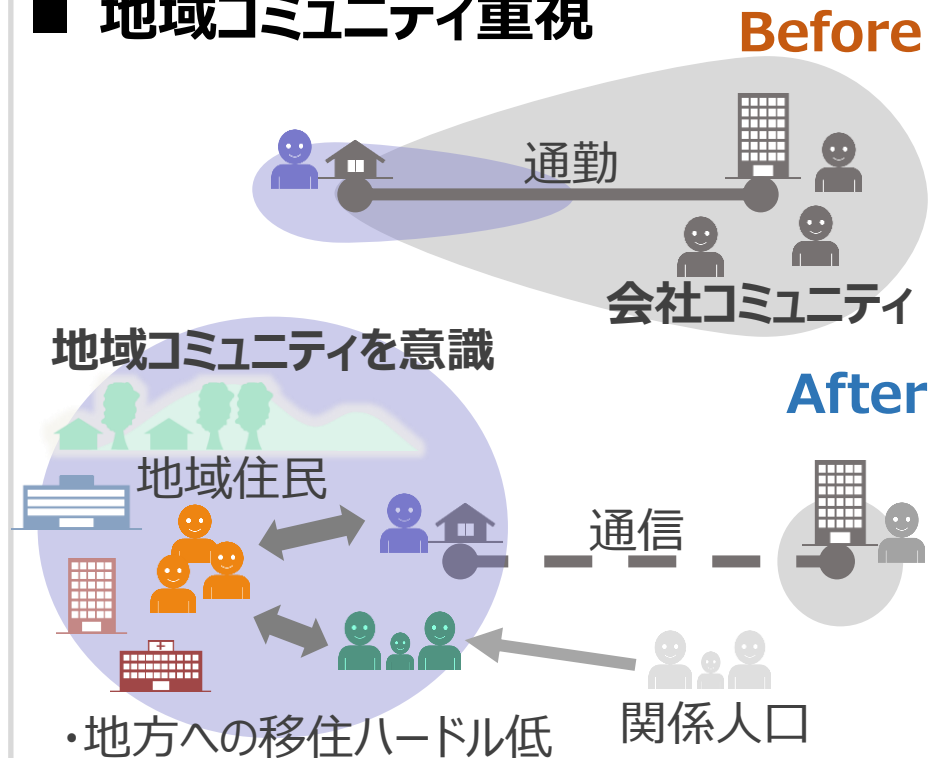 ■ 地域コミュニティ重視
Before
通勤
会社コミュニティ
地域コミュニティを意識
After
地域住民
通信
関係人口
・地方への移住ハードル低